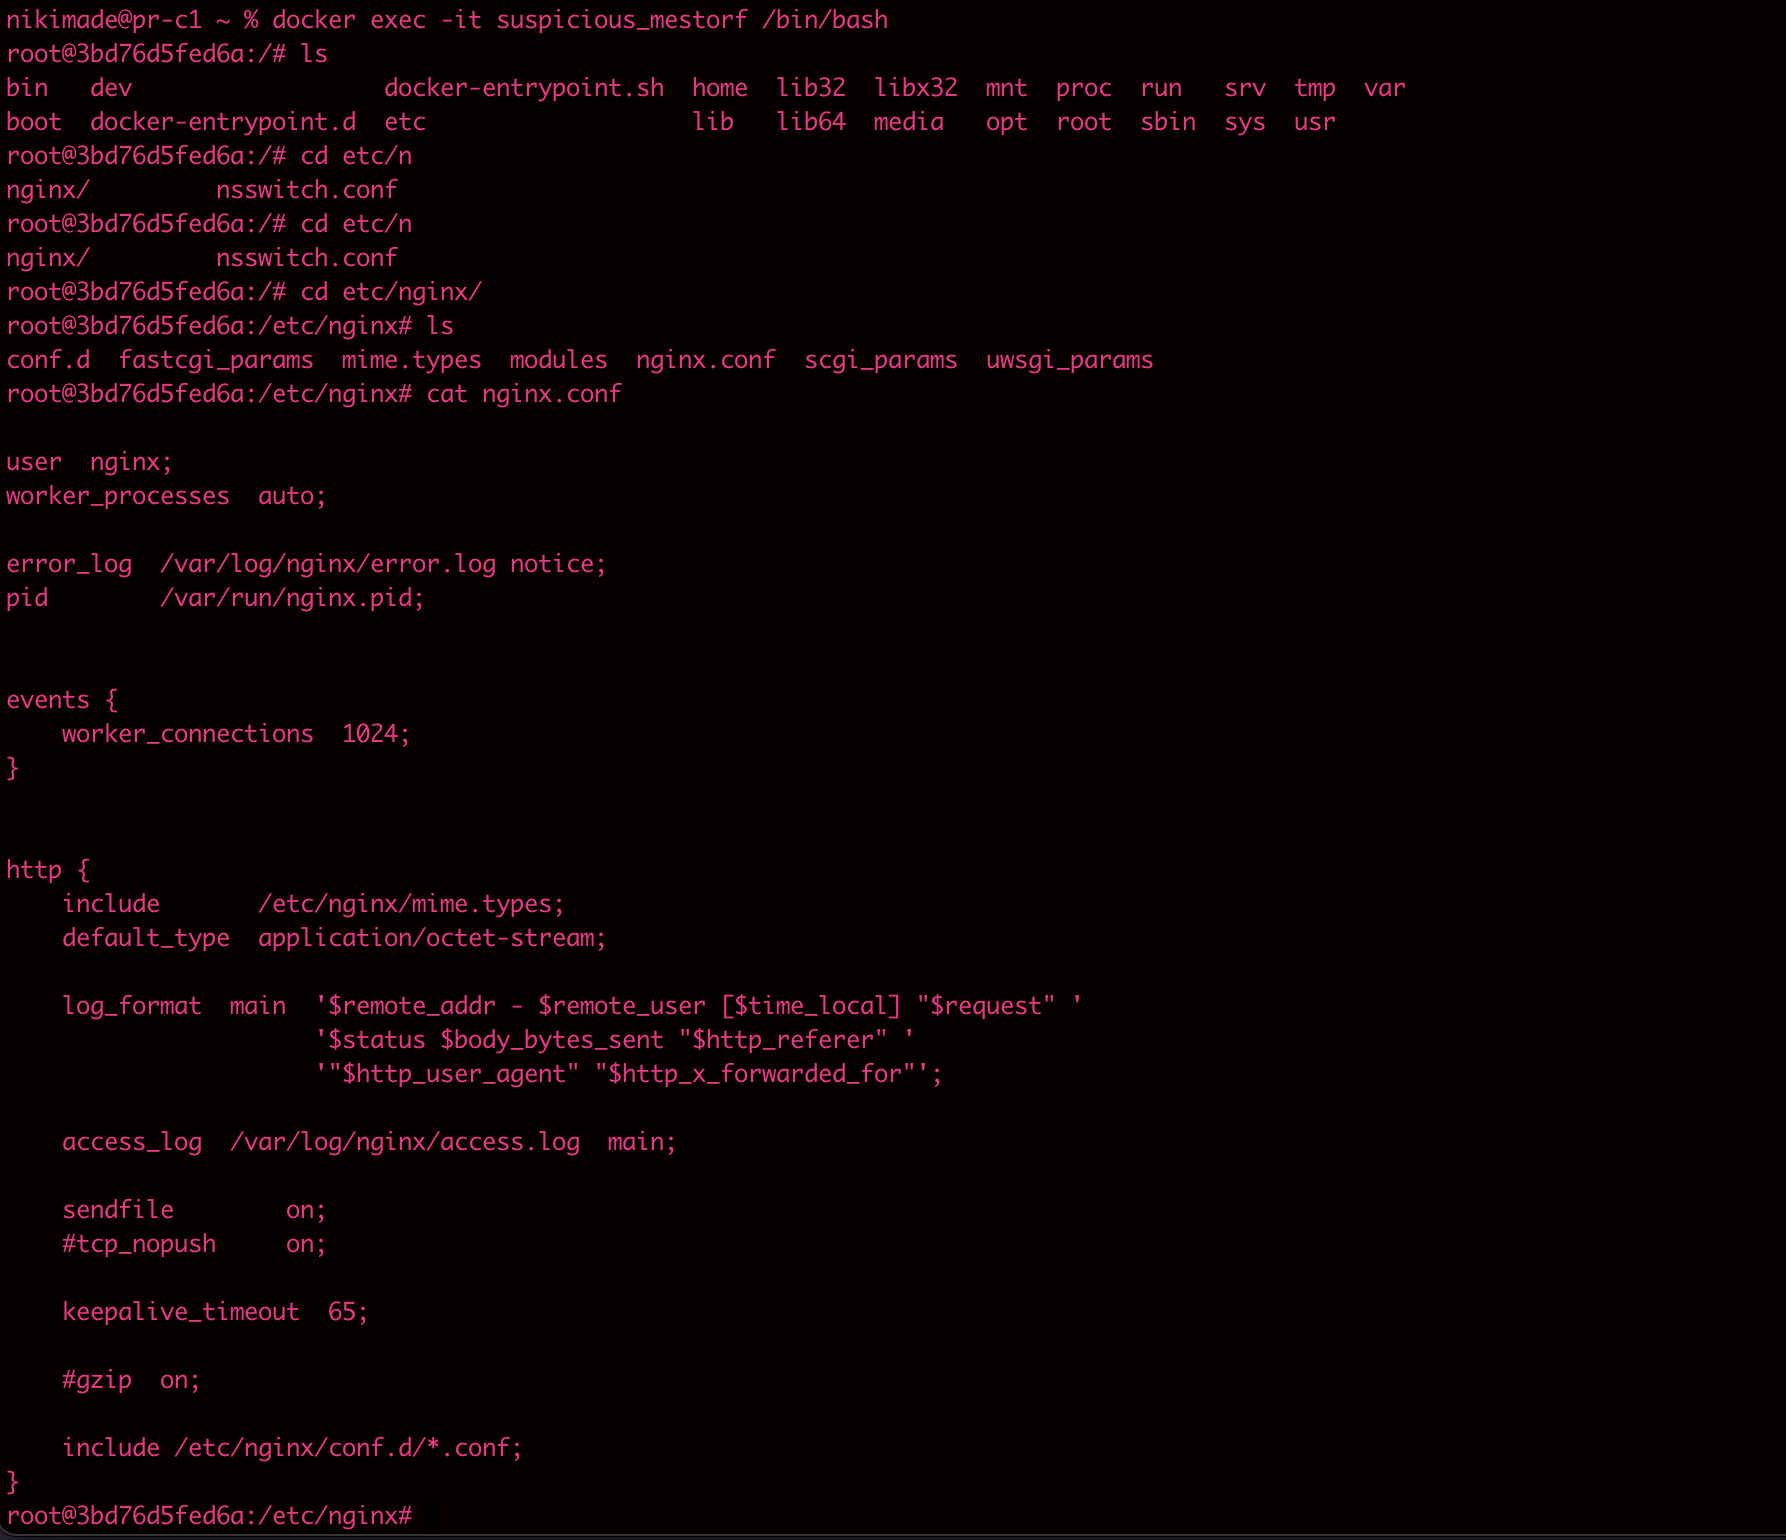 nikimade@pr-c1 ~ % docker exec -it suspicious_mestorf /bin/bash
root@3bd76d5fed6a:/# ls
bin   dev                  docker-entrypoint.sh  home  lib32  libx32  mnt  proc  run   srv  tmp  var
boot  docker-entrypoint.d  etc                   lib   lib64  media   opt  root  sbin  sys  usr
root@3bd76d5fed6a:/# cd etc/n
nginx/         nsswitch.conf
root@3bd76d5fed6a:/# cd etc/n
nginx/         nsswitch.conf
root@3bd76d5fed6a:/# cd etc/nginx/
root@3bd76d5fed6a:/etc/nginx# ls
conf.d  fastcgi_params  mime.types  modules  nginx.conf  scgi_params  uwsgi_params
root@3bd76d5fed6a:/etc/nginx# cat nginx.conf

user  nginx;
worker_processes  auto;

error_log  /var/log/nginx/error.log notice;
pid        /var/run/nginx.pid;


events {
    worker_connections  1024;
}


http {
    include       /etc/nginx/mime.types;
    default_type  application/octet-stream;

    log_format  main  '$remote_addr - $remote_user [$time_local] "$request" '
                      '$status $body_bytes_sent "$http_referer" '
                      '"$http_user_agent" "$http_x_forwarded_for"';

    access_log  /var/log/nginx/access.log  main;

    sendfile        on;
    #tcp_nopush     on;

    keepalive_timeout  65;

    #gzip  on;

    include /etc/nginx/conf.d/*.conf;
}
root@3bd76d5fed6a:/etc/nginx#